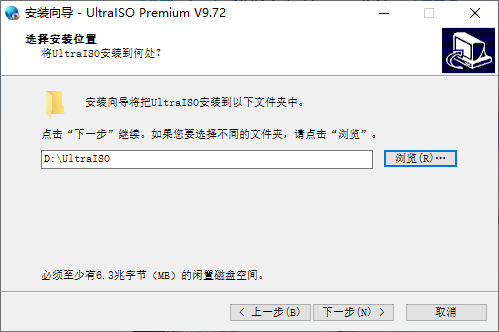 安装向导 - UltraISO Premium V9.72
选择安装位置
将UltraISO安装到何处?
安装向导将把UltraISO安装到以下文件夹中。
点击“下一步”继续。如果您要选择不同的文件夹，请点击“浏览”。
D:\UltraISO
浏览(R)…
必须至少有6.3兆字节（MB）的闲置磁盘空间。
< 上一步(B)
下一步(N) >
取消